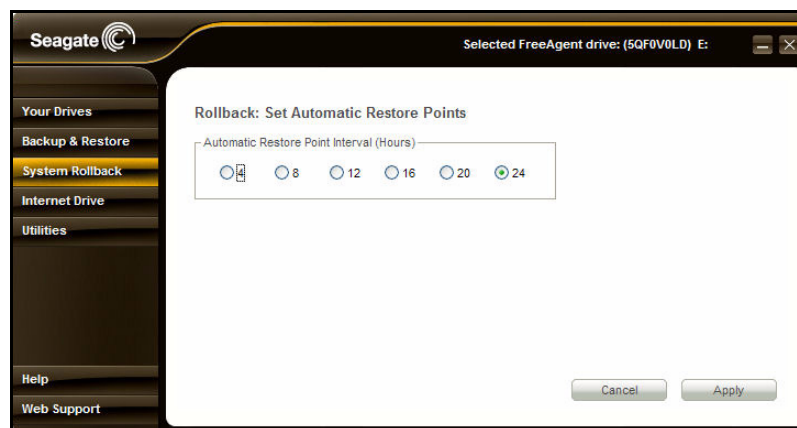 Seagate
Selected FreeAgent drive: (5QF0V0LD) E:
Your Drives
Backup & Restore
System Rollback
Internet Drive
Utilities
Help
Web Support
Rollback: Set Automatic Restore Points
Automatic Restore Point Interval (Hours)
4 8 12 16 20 24
Cancel Apply